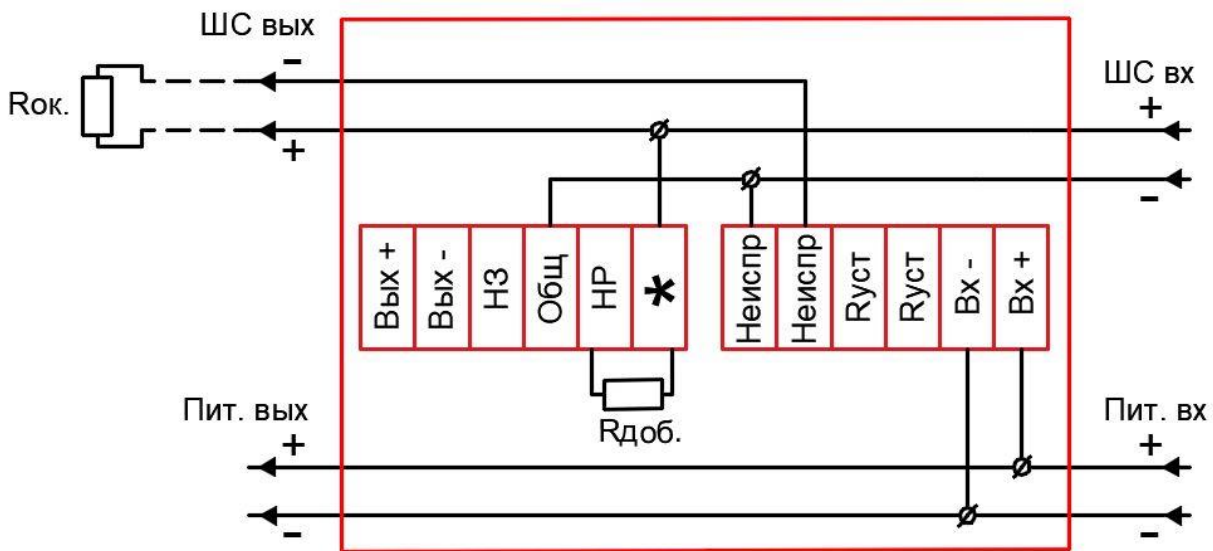 ШС вых
-
ШС вх
+
Rок.
+
-
Вых +
Вых -
НЗ
Общ
НР
*
Неиспр
Неиспр
Rуст
Rуст
Вх -
Вх +
Rдоб.
Пит. вых
+
Пит. вх
+
-
-